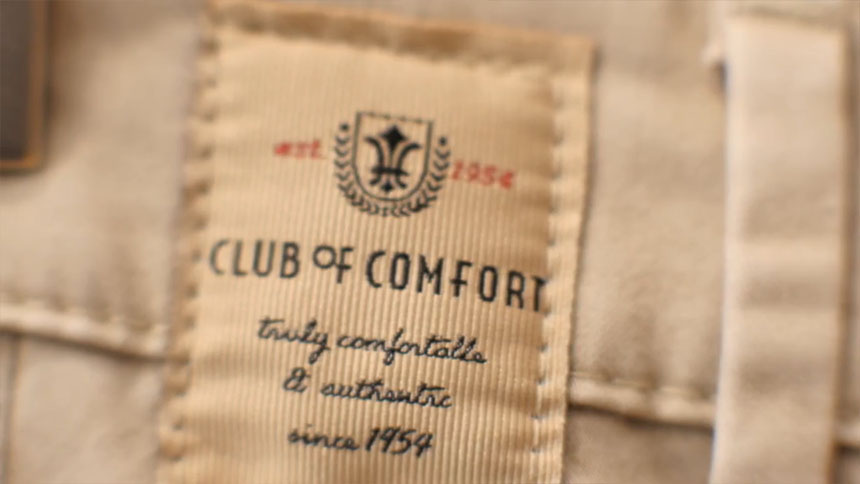 est. 1954
CLUB OF COMFORT
truly comfortable
& authentic
since 1954